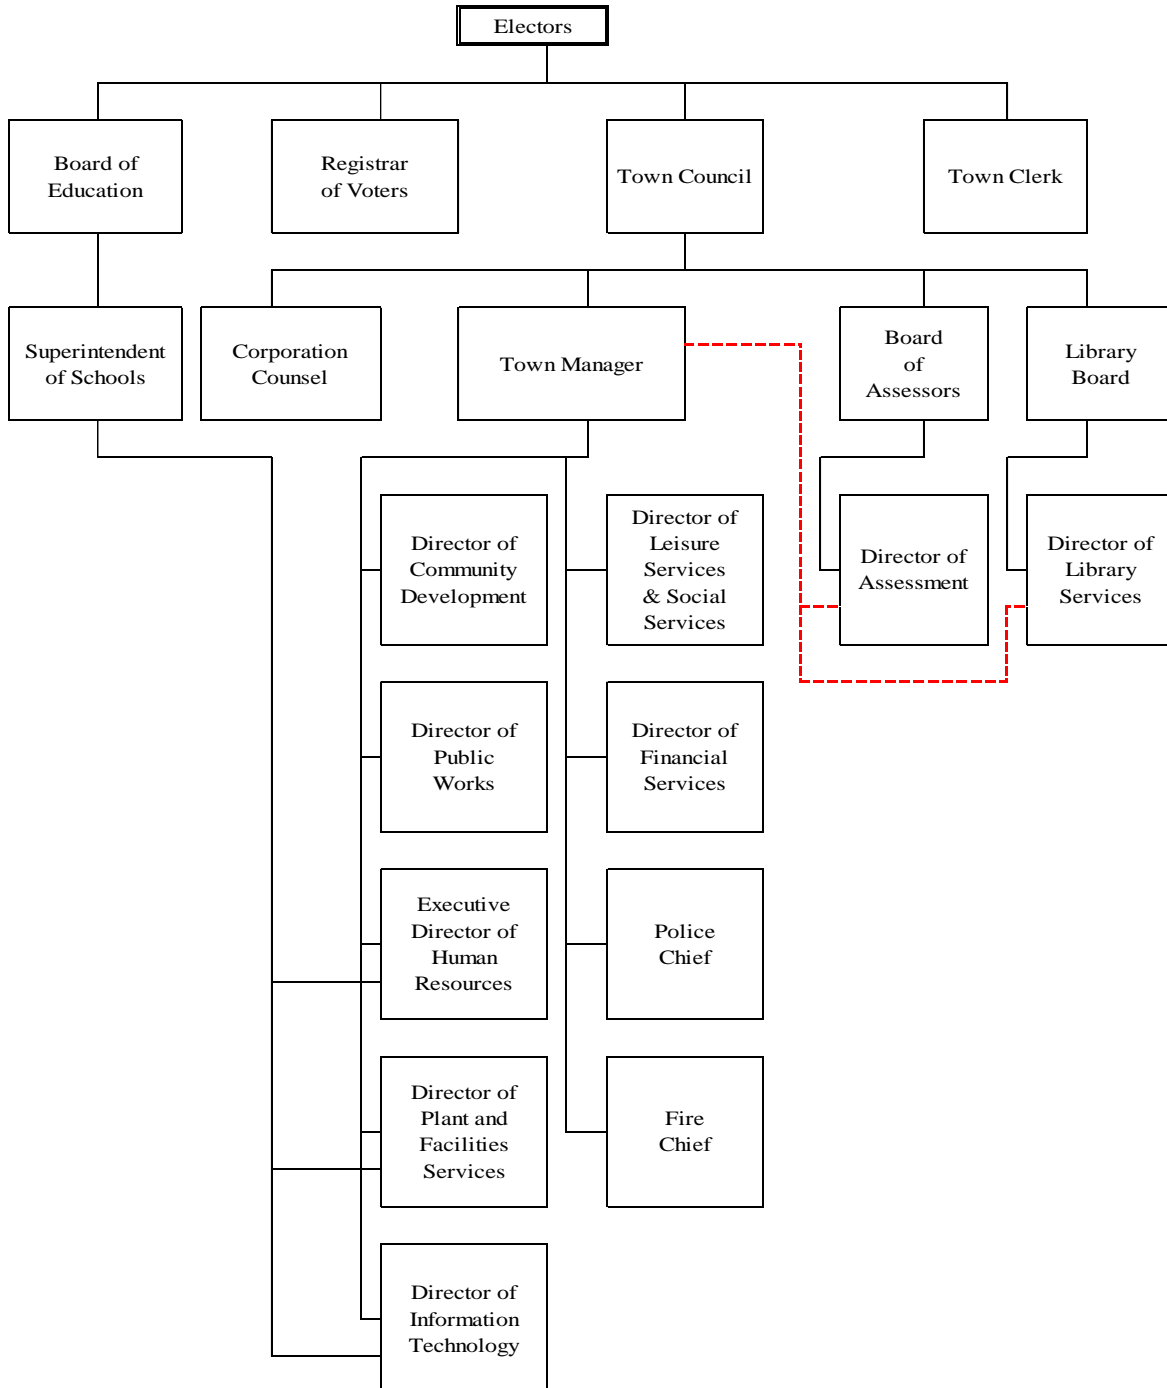 Electors
Board of
Education
Registrar
of Voters
Town Council
Town Clerk
Superintendent
of Schools
Corporation
Counsel
Town Manager
Board
of
Assessors
Library
Board
Director of
Community
Development
Director of
Leisure
Services
& Social
Services
Director of
Assessment
Director of
Library
Services
Director of
Public
Works
Director of
Financial
Services
Executive
Director of
Human
Resources
Police
Chief
Director of
Plant and
Facilities
Services
Fire
Chief
Director of
Information
Technology